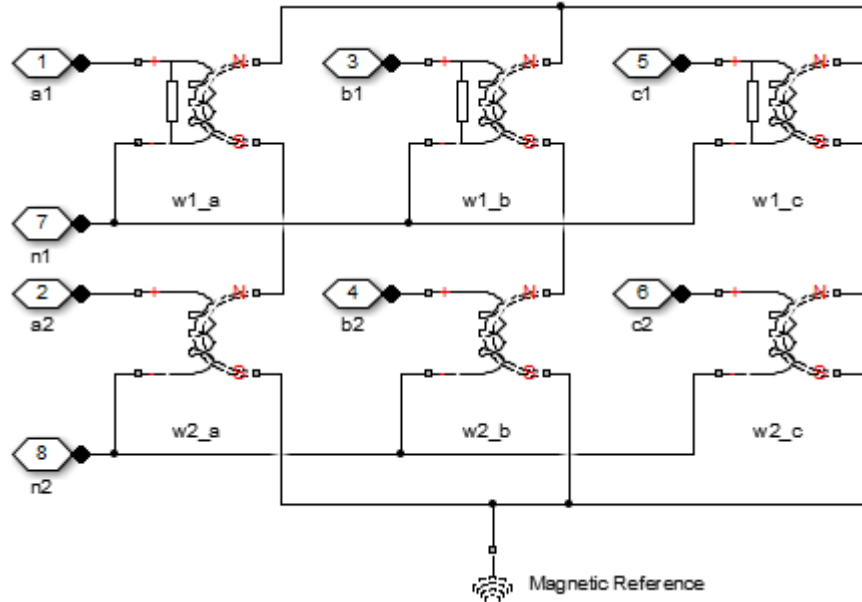 1 3 5
a1 b1 c1
+ N + N + N
- S - S - S
w1_a w1_b w1_c
7
n1
2 4 6
a2 b2 c2
+ N + N + N
- S - S - S
w2_a w2_b w2_c
8
n2
Magnetic Reference